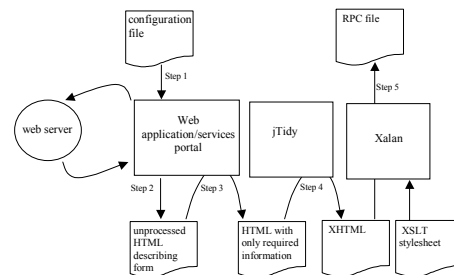 configuration
file
RPC file
Step 1
Step 5
web server
Web
application/services
portal
jTidy
Xalan
Step 2
Step 3
Step 4
unprocessed
HTML
describing
form
HTML with
only required
information
XHTML
XSLT
stylesheet